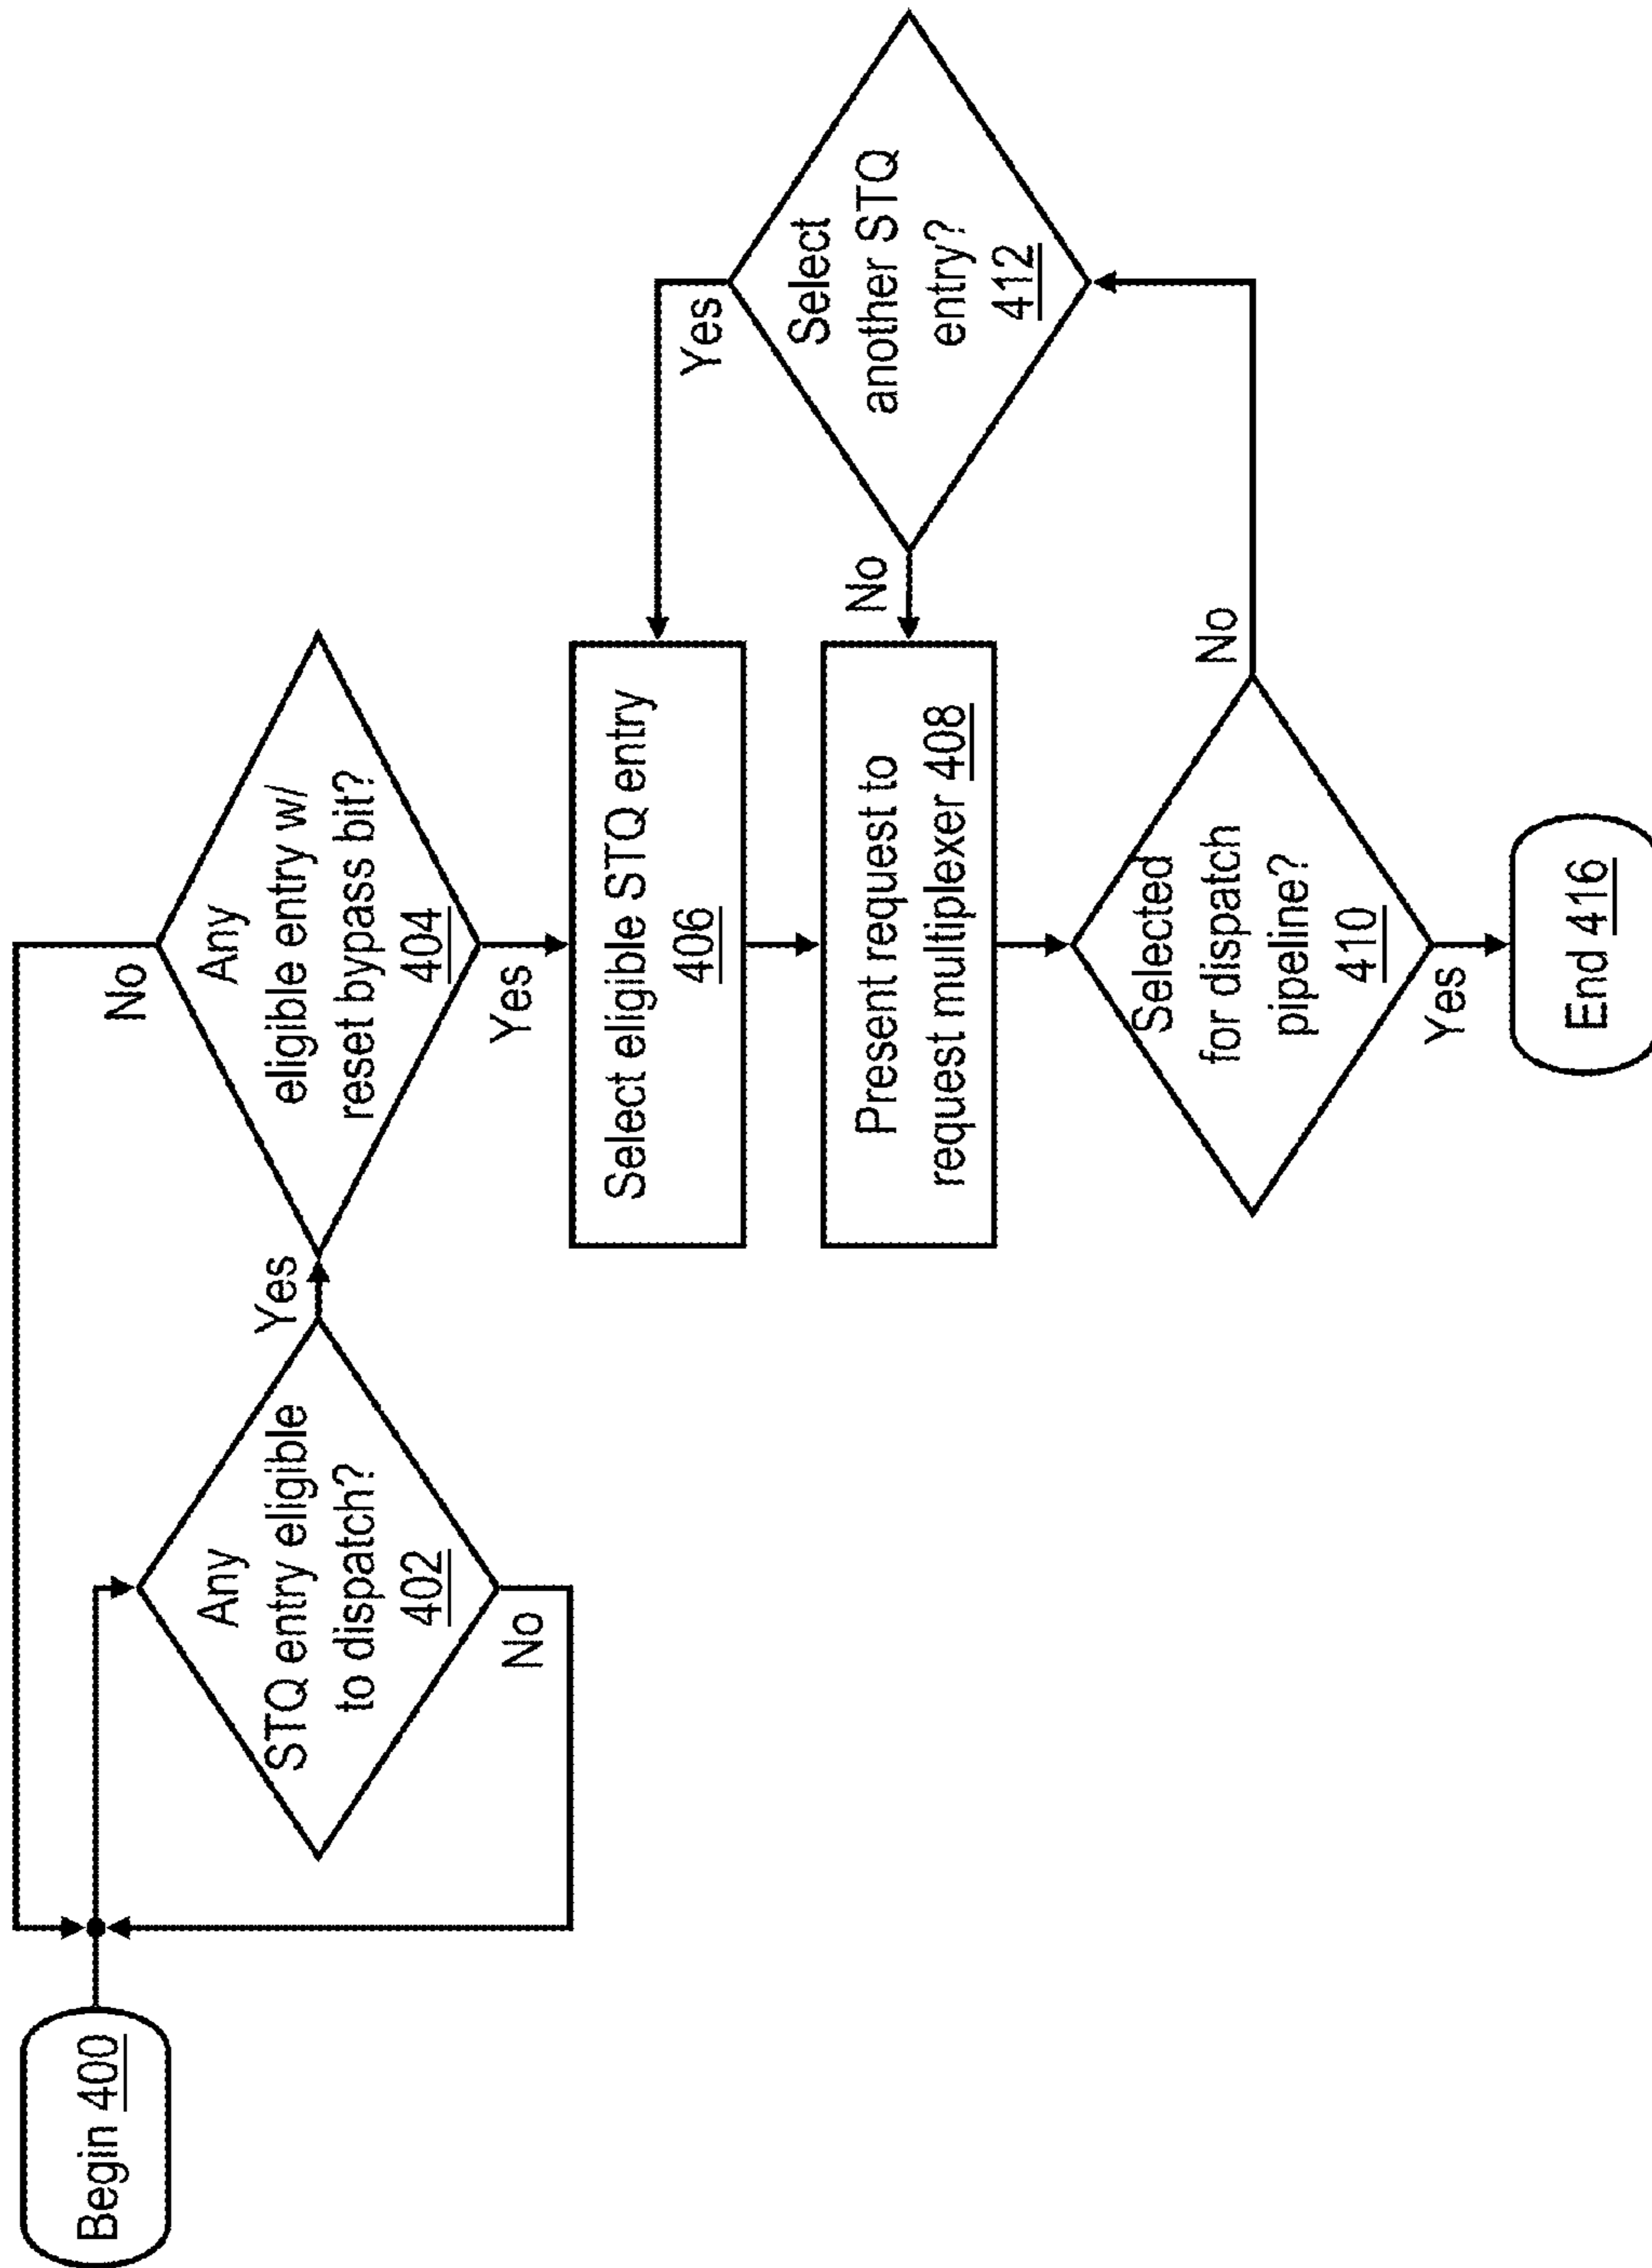 Begin 400
Any
STQ entry eligible
to dispatch?
402
Yes
No
Any
eligible entry w/
reset bypass bit?
404
No
Yes
Select eligible STQ entry
406
Present request to
request multiplexer 408
Selected
for dispatch
pipeline?
410
No
Yes
Select
another STQ
entry?
412
Yes
No
End 416